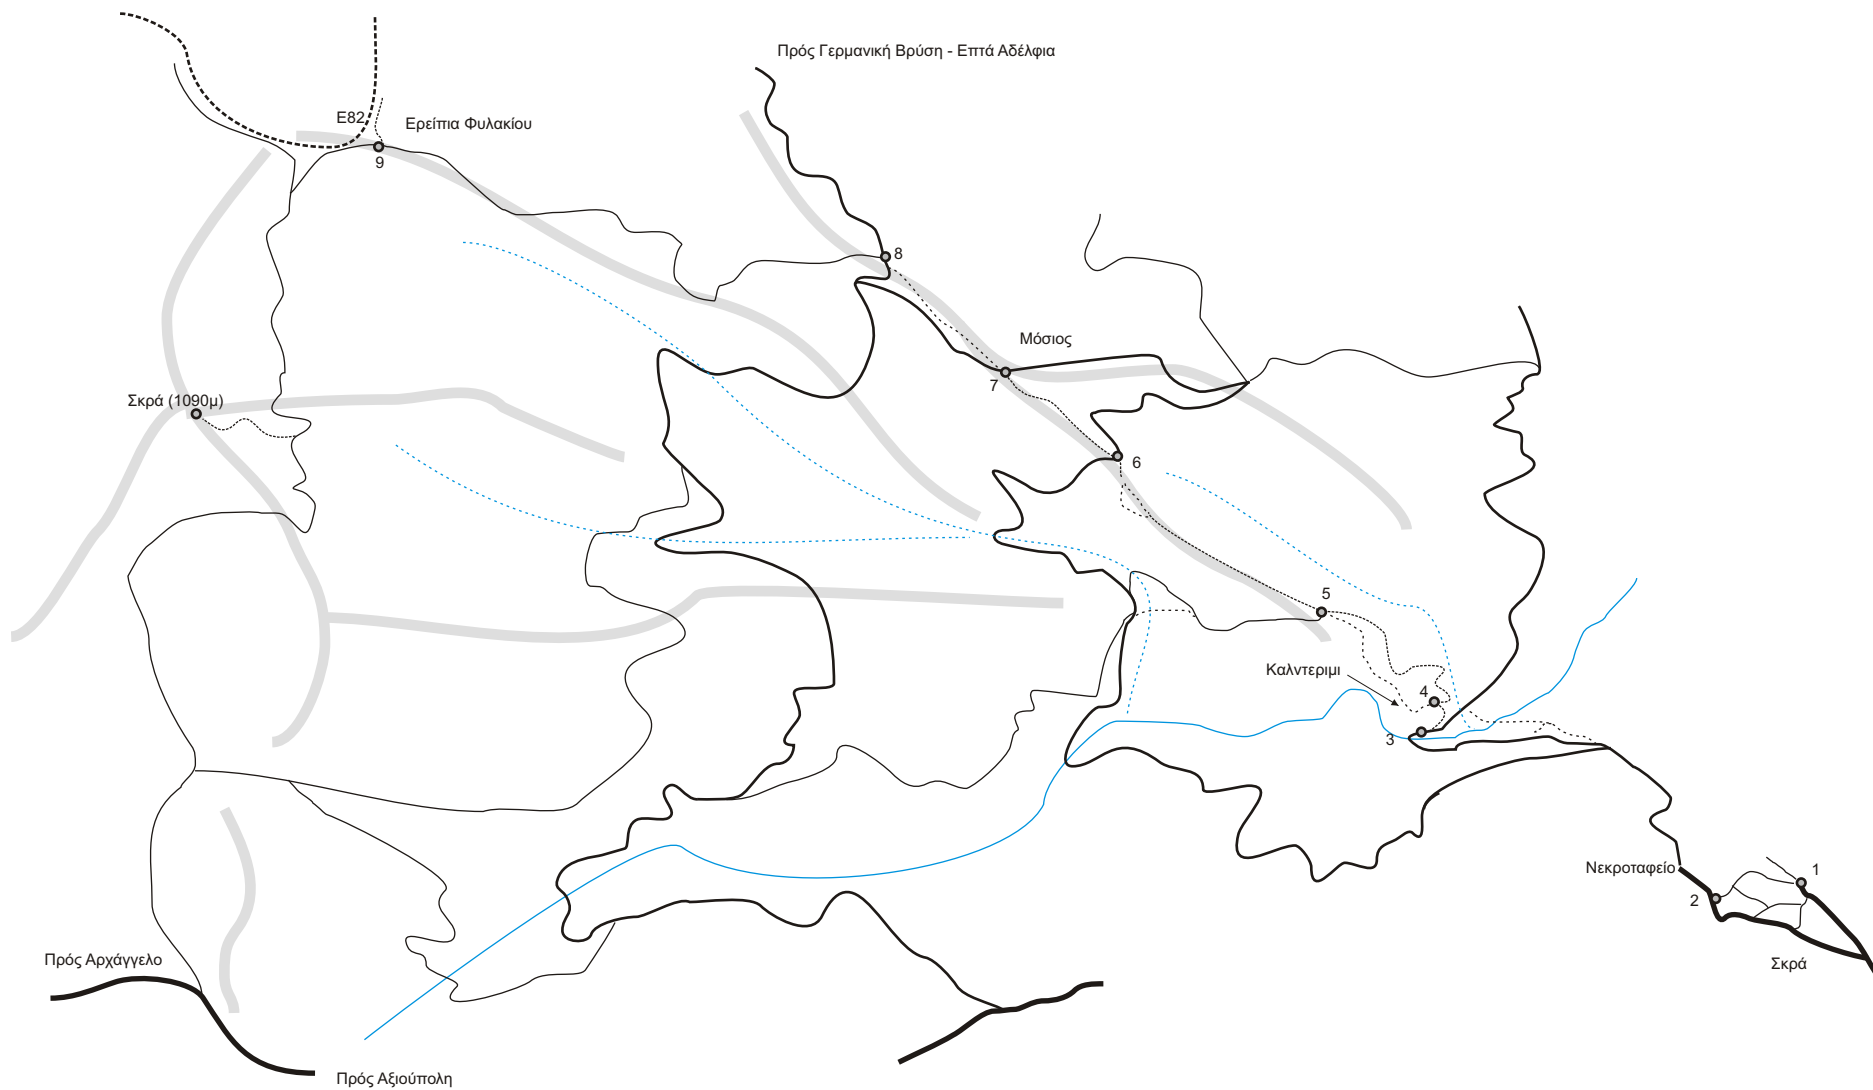 Πρός Γερμανική Βρύση - Επτά Αδέλφια
E82
Ερείπια Φυλακίου
9
8
Μόσιος
7
Σκρά (1090μ)
6
5
Καλντεριμι
4
3
Νεκροταφείο
1
2
Πρός Αρχάγγελο
Σκρά
Πρός Αξιούπολη